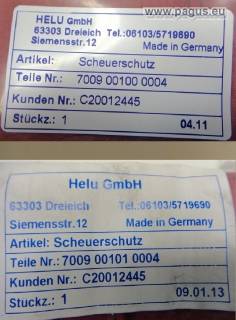 www.pagus.eu
HELU GmbH
63303 Dreieich Tel.:06103/5719690
Siemensstr.12 Made in Germany
Artikel: Scheuerschutz
Teile Nr.: 7009 00100 0004
Kunden Nr.: C20012445
Stückz.: 1 04.11
Helu GmbH
63303 Dreieich Tel.:06103/5719690
Siemensstr.12 Made in Germany
Artikel: Scheuerschutz
Teile Nr.: 7009 00101 0004
Kunden Nr.: C20012445
Stückz.: 1 09.01.13